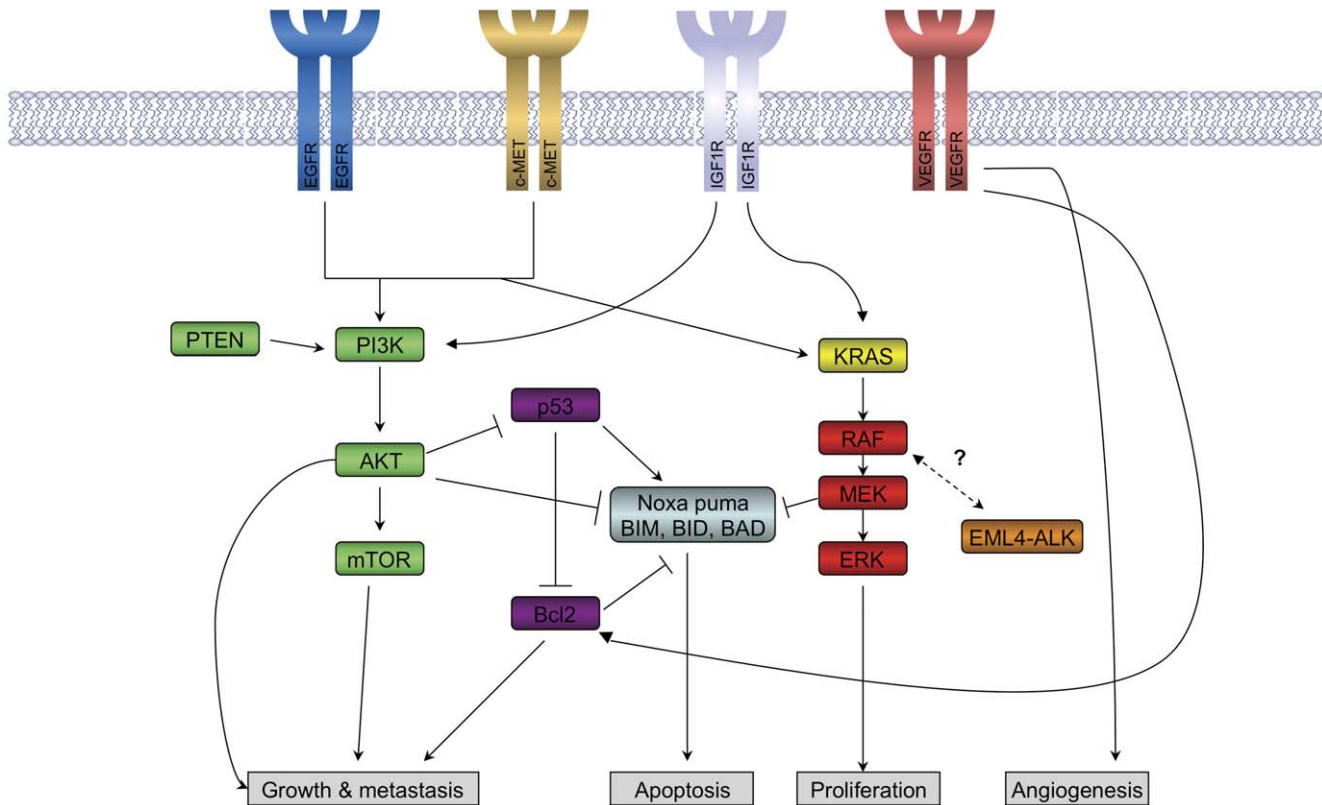 EGFR
EGFR
c-MET
c-MET
IGF1R
IGF1R
VEGFR
VEGFR
PTEN
PI3K
KRAS
p53
RAF
?
AKT
MEK
Noxa puma
BIM, BID, BAD
EML4-ALK
mTOR
ERK
Bcl2
Growth & metastasis
Apoptosis
Proliferation
Angiogenesis